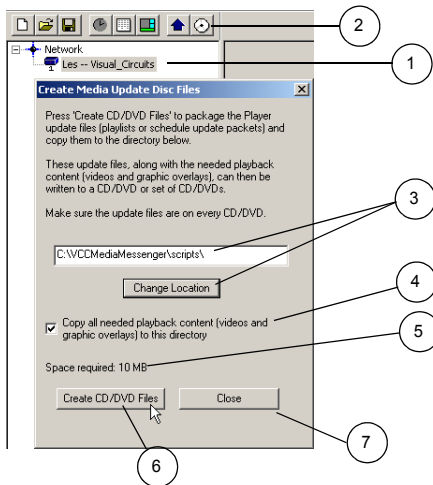 2
Network
Les -- Visual_Circuits
1
Create Media Update Disc Files
Press 'Create CD/DVD Files' to package the Player
update files (playlists or schedule update packets) and
copy them to the directory below.
These update files, along with the needed playback
content (videos and graphic overlays), can then be
written to a CD/DVD or set of CD/DVDs.
Make sure the update files are on every CD/DVD.
3
C:\VCCMediaMessenger\scripts\
Change Location
4
Copy all needed playback content (videos and
graphic overlays) to this directory
5
Space required: 10 MB
Create CD/DVD Files
Close
6
7